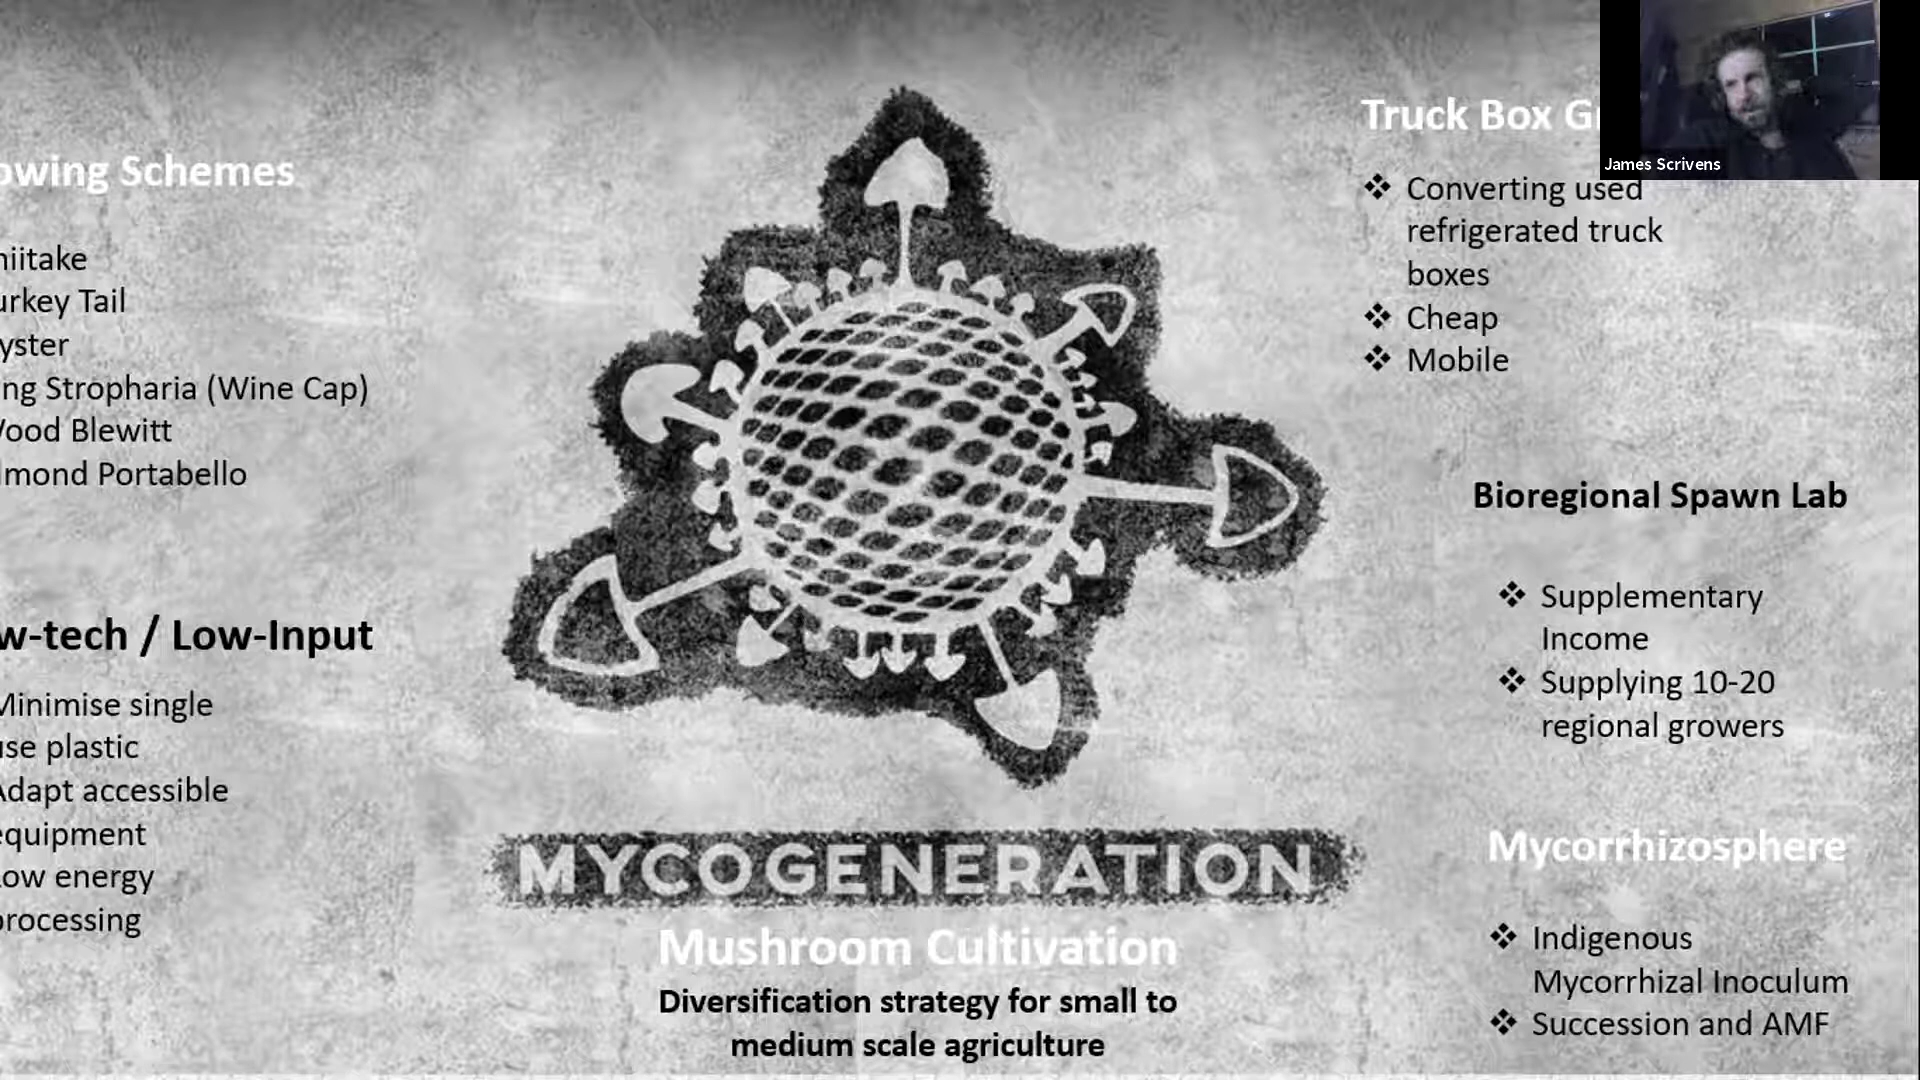 owing Schemes
iitake
urkey Tail
yster
ng Stropharia (Wine Cap)
ood Blewitt
lmond Portabello
w-tech / Low-Input
Minimise single
use plastic
Adapt accessible
equipment
Low energy
processing
MYCOGENERATION
Mushroom Cultivation
Diversification strategy for small to
medium scale agriculture
Truck Box G
❖ Converting used
refrigerated truck
boxes
❖ Cheap
❖ Mobile
James Scrivens
Bioregional Spawn Lab
❖ Supplementary
Income
❖ Supplying 10-20
regional growers
Mycorrhizosphere
❖ Indigenous
Mycorrhizal Inoculum
❖ Succession and AMF